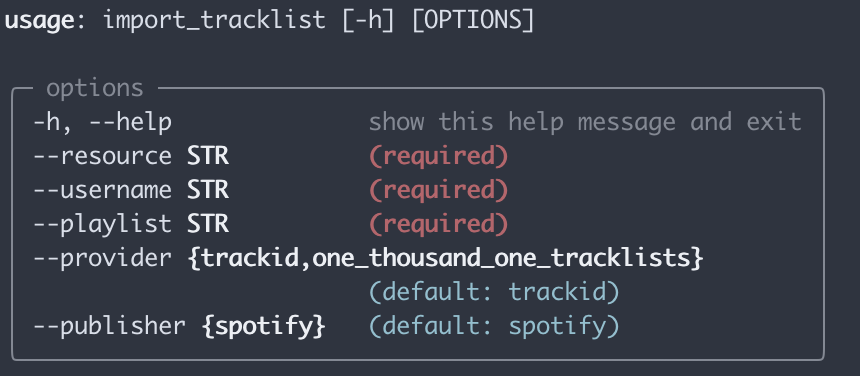 usage: import_tracklist [-h] [OPTIONS]
options
-h, --help show this help message and exit
--resource STR (required)
--username STR (required)
--playlist STR (required)
--provider {trackid,one_thousand_one_tracklists}
(default: trackid)
--publisher {spotify} (default: spotify)